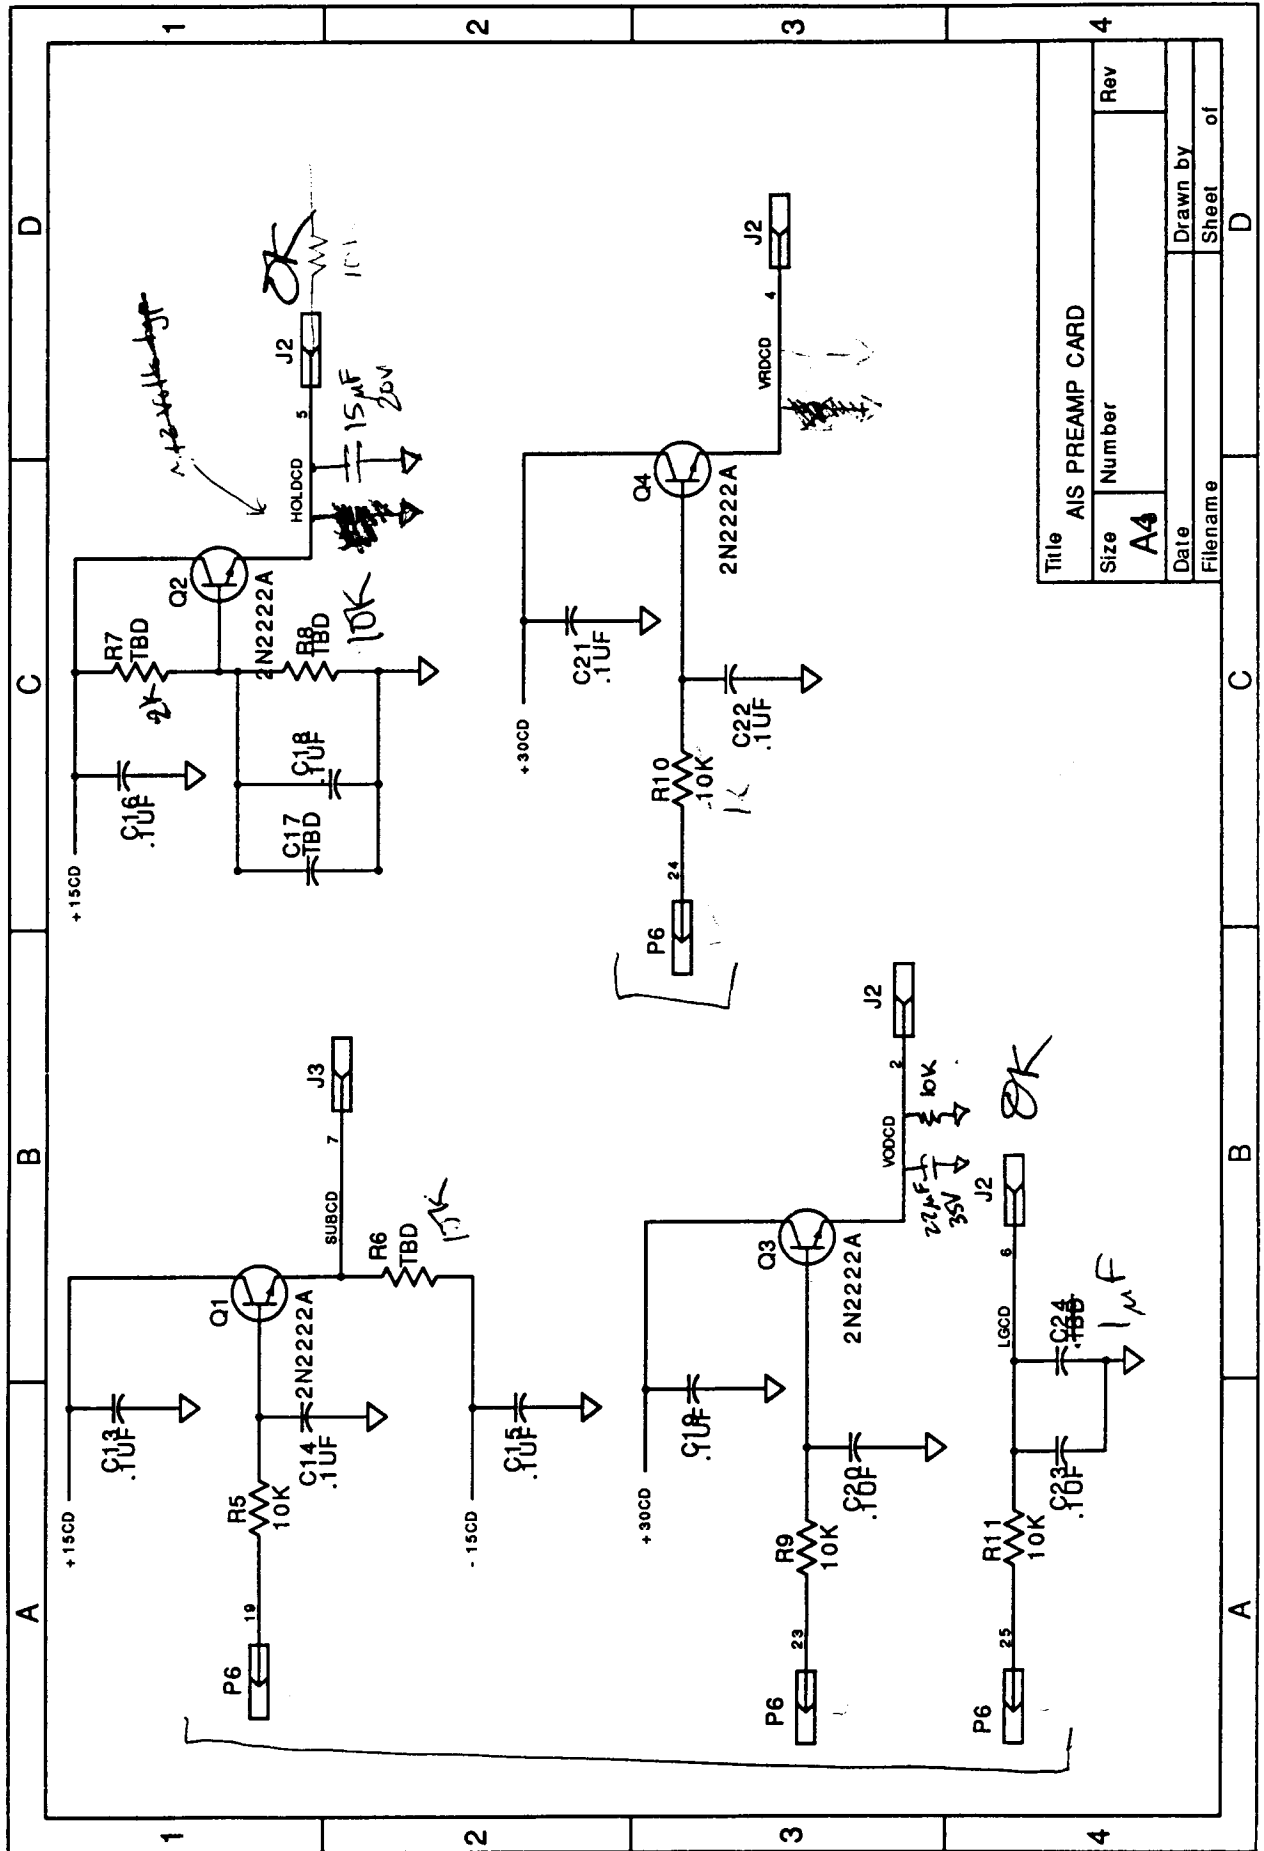 A
B
C
D
1
2
3
4
+15CD
C13
.1UF
P6
19
R5
10K
C14
.1UF
Q1
2N2222A
SUBCD
7
J3
R6
TBD
-15CD
C15
.1UF
+15CD
C16
.1UF
R7
TBD
2K
Q2
2N2222A
C17
TBD
C18
.1UF
R8
TBD
10K
HOLDCD
5
J2
15µF
20V
OK
+30CD
C19
.1UF
P6
23
R9
10K
C20
.1UF
Q3
2N2222A
VODCD
2
J2
22µF
35V
10K
P6
25
R11
10K
C23
.1UF
LGCD
6
J2
C24
TBD
1µF
OK
+30CD
C21
.1UF
P6
24
R10
10K
1K
C22
.1UF
Q4
2N2222A
VRDCD
4
J2
Title
AIS PREAMP CARD
Size
A4
Number
Rev
Date
Drawn by
Filename
Sheet of
A
B
C
D
1
2
3
4